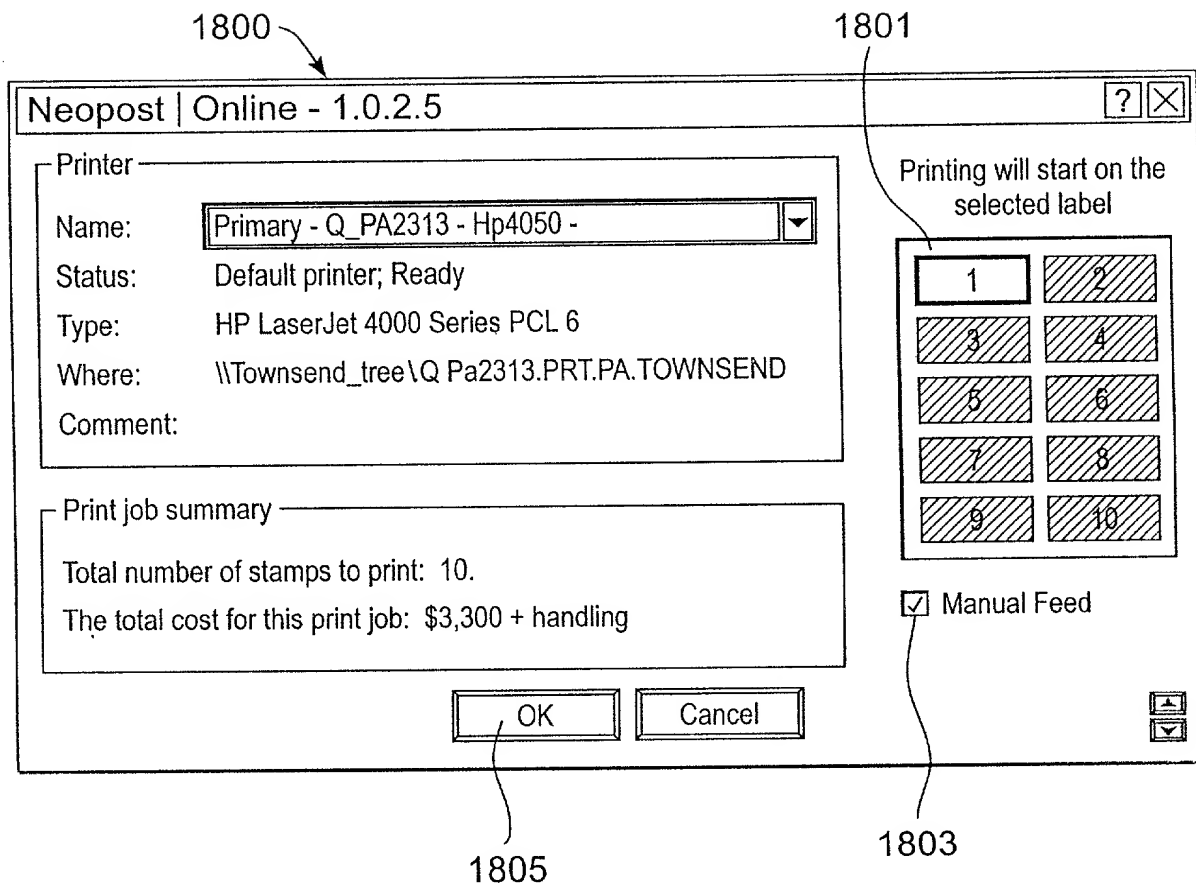 1800
1801
Neopost | Online - 1.0.2.5
?
Printer
Name: Primary - Q_PA2313 - Hp4050 -
Status: Default printer; Ready
Type: HP LaserJet 4000 Series PCL 6
Where: \\Townsend_tree\Q Pa2313.PRT.PA.TOWNSEND
Comment:
Printing will start on the
selected label
1 2
3 4
5 6
7 8
9 10
Manual Feed
Print job summary
Total number of stamps to print: 10.
The total cost for this print job: $3,300 + handling
OK Cancel
1805
1803